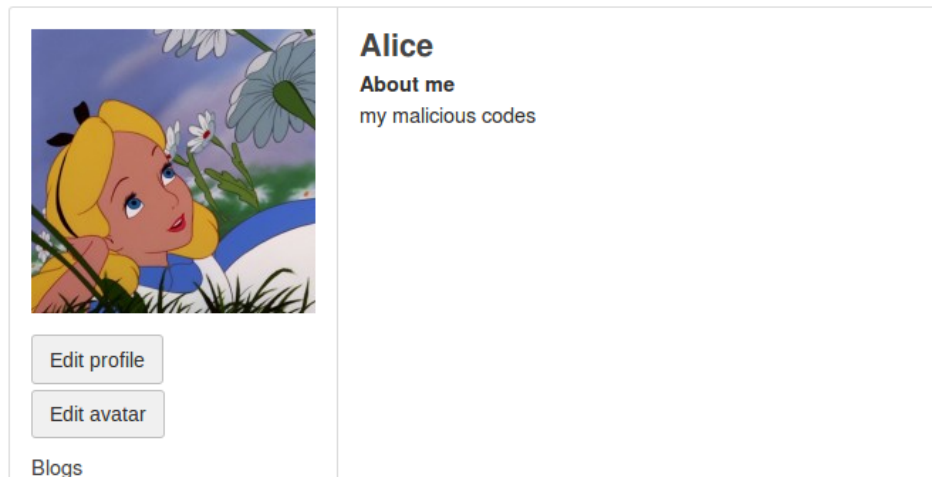 Alice
About me
my malicious codes
Edit profile
Edit avatar
Blogs